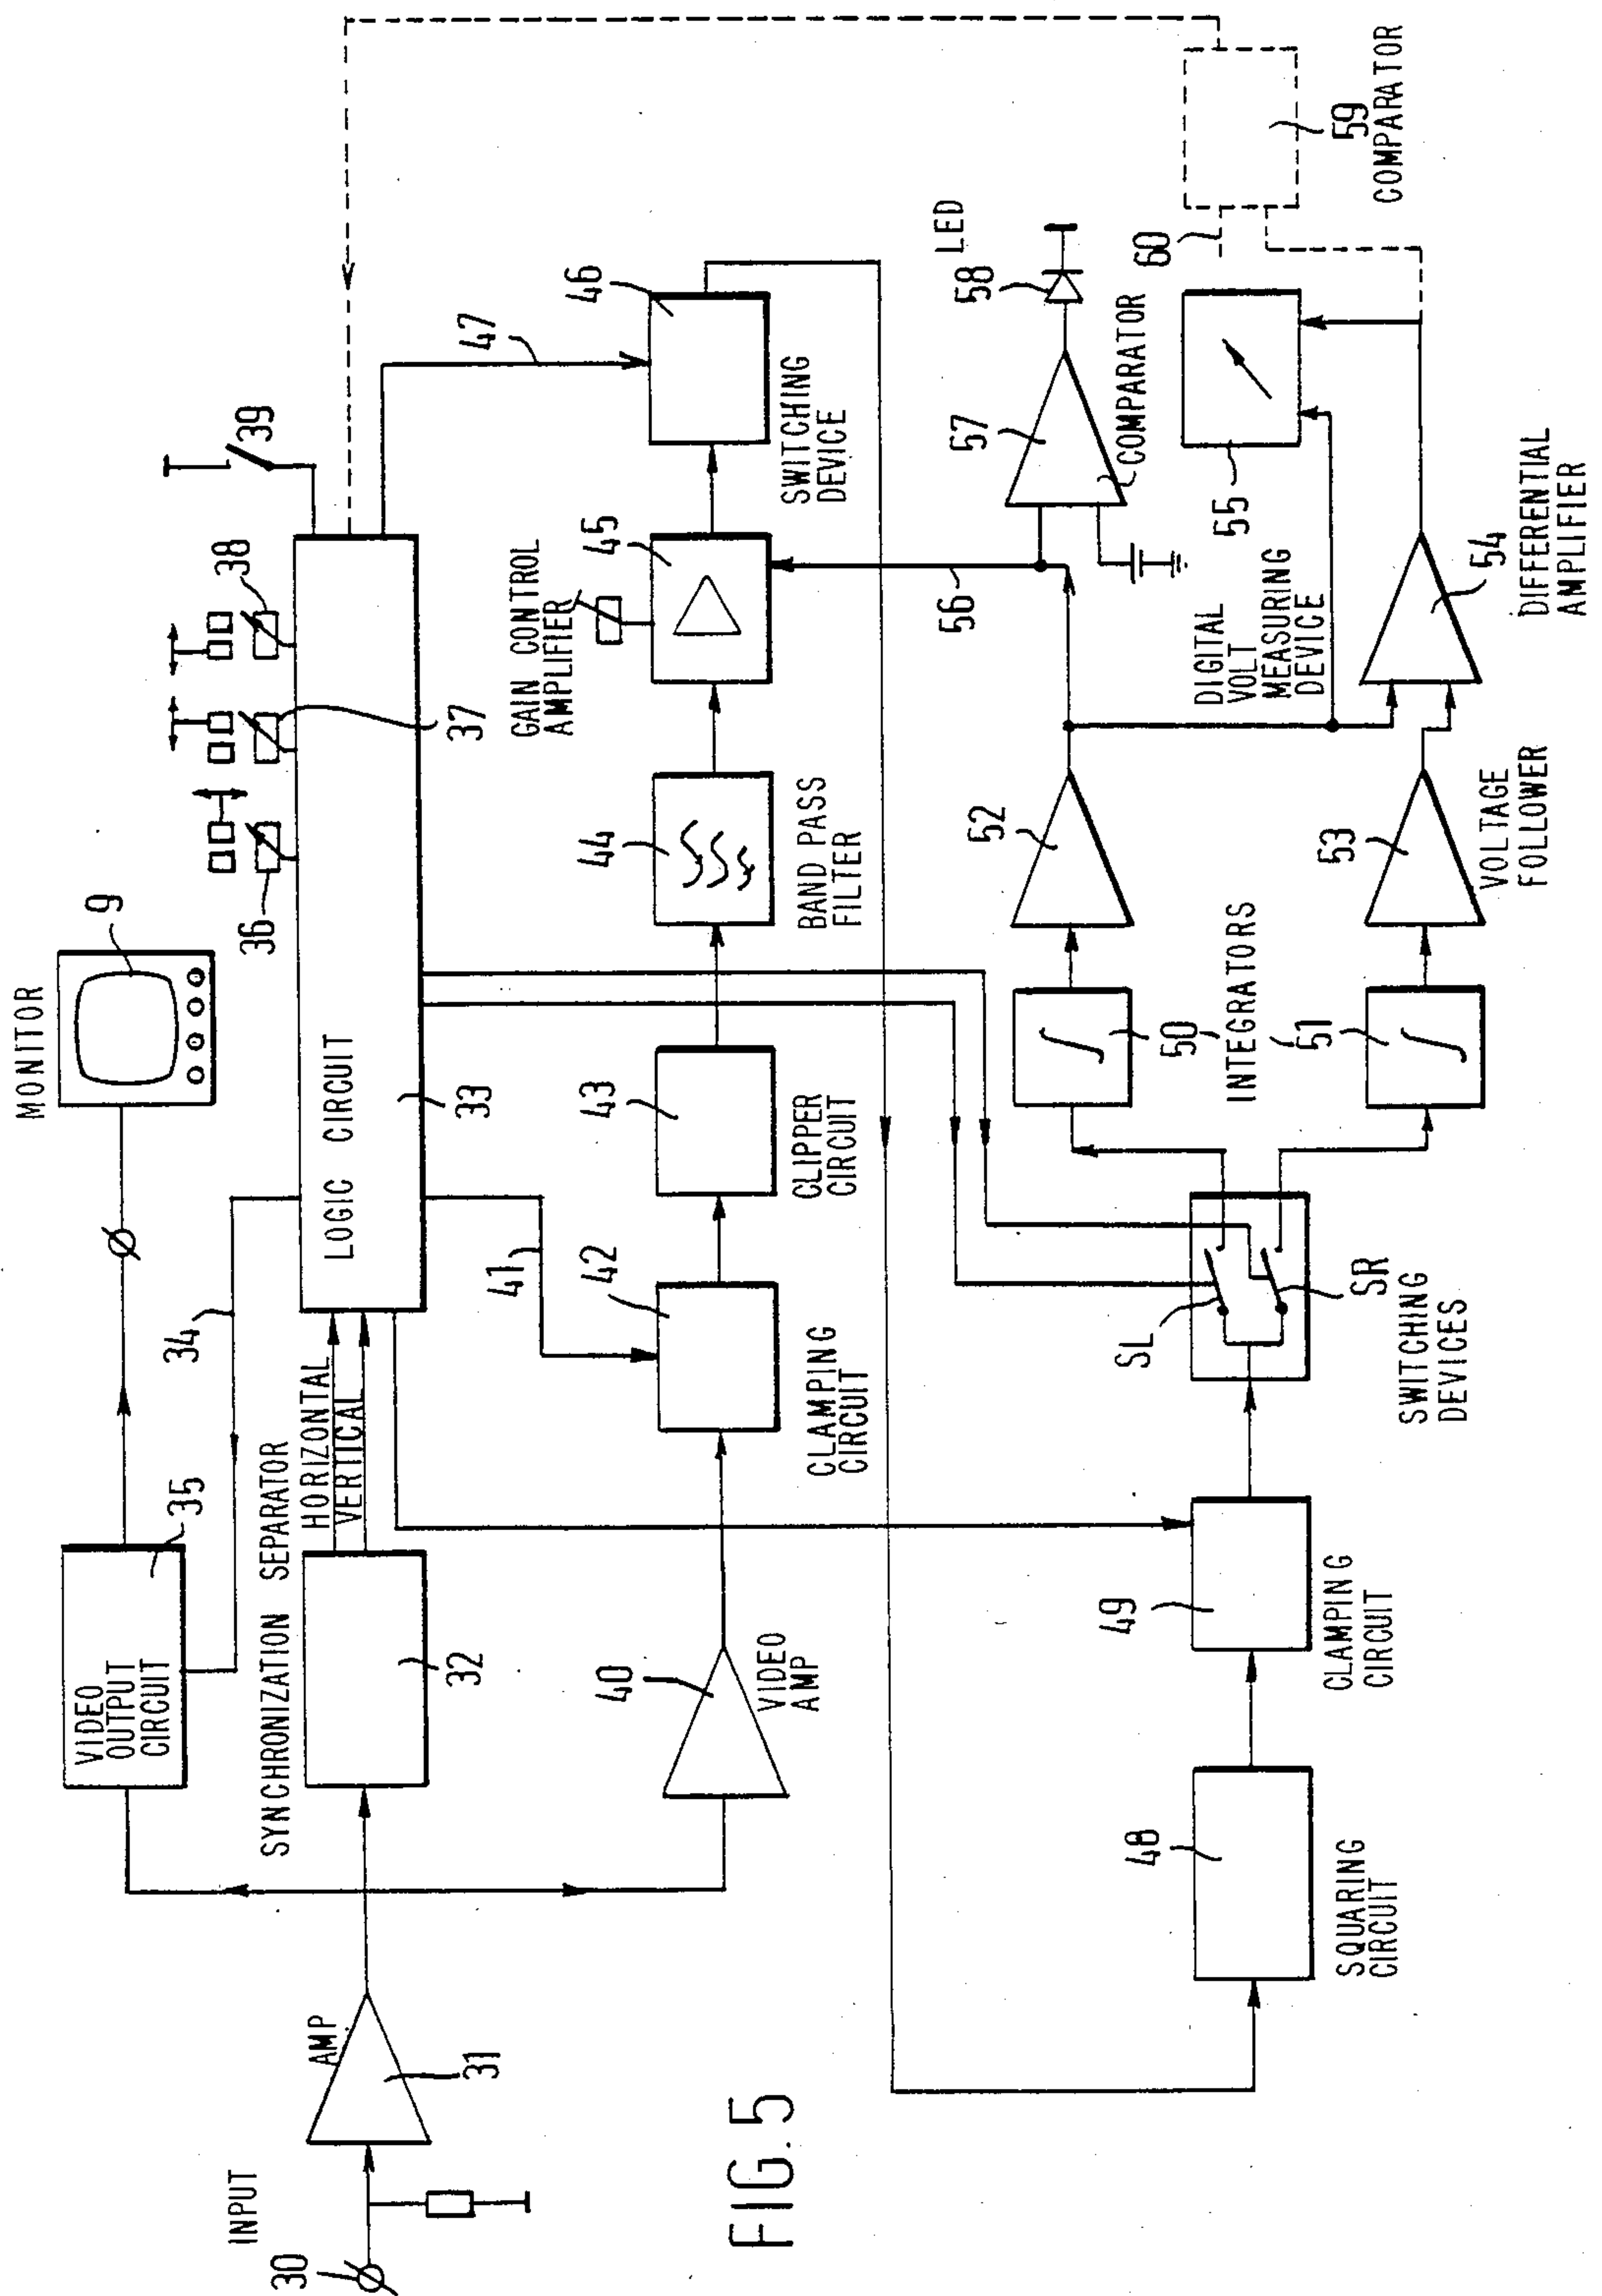 MONITOR
9
VIDEO
OUTPUT
CIRCUIT
35
34
36
37
38
39
SYNCHRONIZATION SEPARATOR
HORIZONTAL
VERTICAL
32
LOGIC CIRCUIT
33
INPUT
30
AMP
31
40
VIDEO
AMP
41
42
CLAMPING
CIRCUIT
43
CLIPPER
CIRCUIT
44
BAND PASS
FILTER
GAIN CONTROL
AMPLIFIER
45
46
47
SWITCHING
DEVICE
48
SQUARING
CIRCUIT
49
CLAMPING
CIRCUIT
SL
SR
SWITCHING
DEVICES
50
INTEGRATORS
51
52
53
VOLTAGE
FOLLOWER
56
57
COMPARATOR
58
LED
DIGITAL
VOLT
MEASURING
DEVICE
55
54
DIFFERENTIAL
AMPLIFIER
60
59
COMPARATOR
FIG. 5